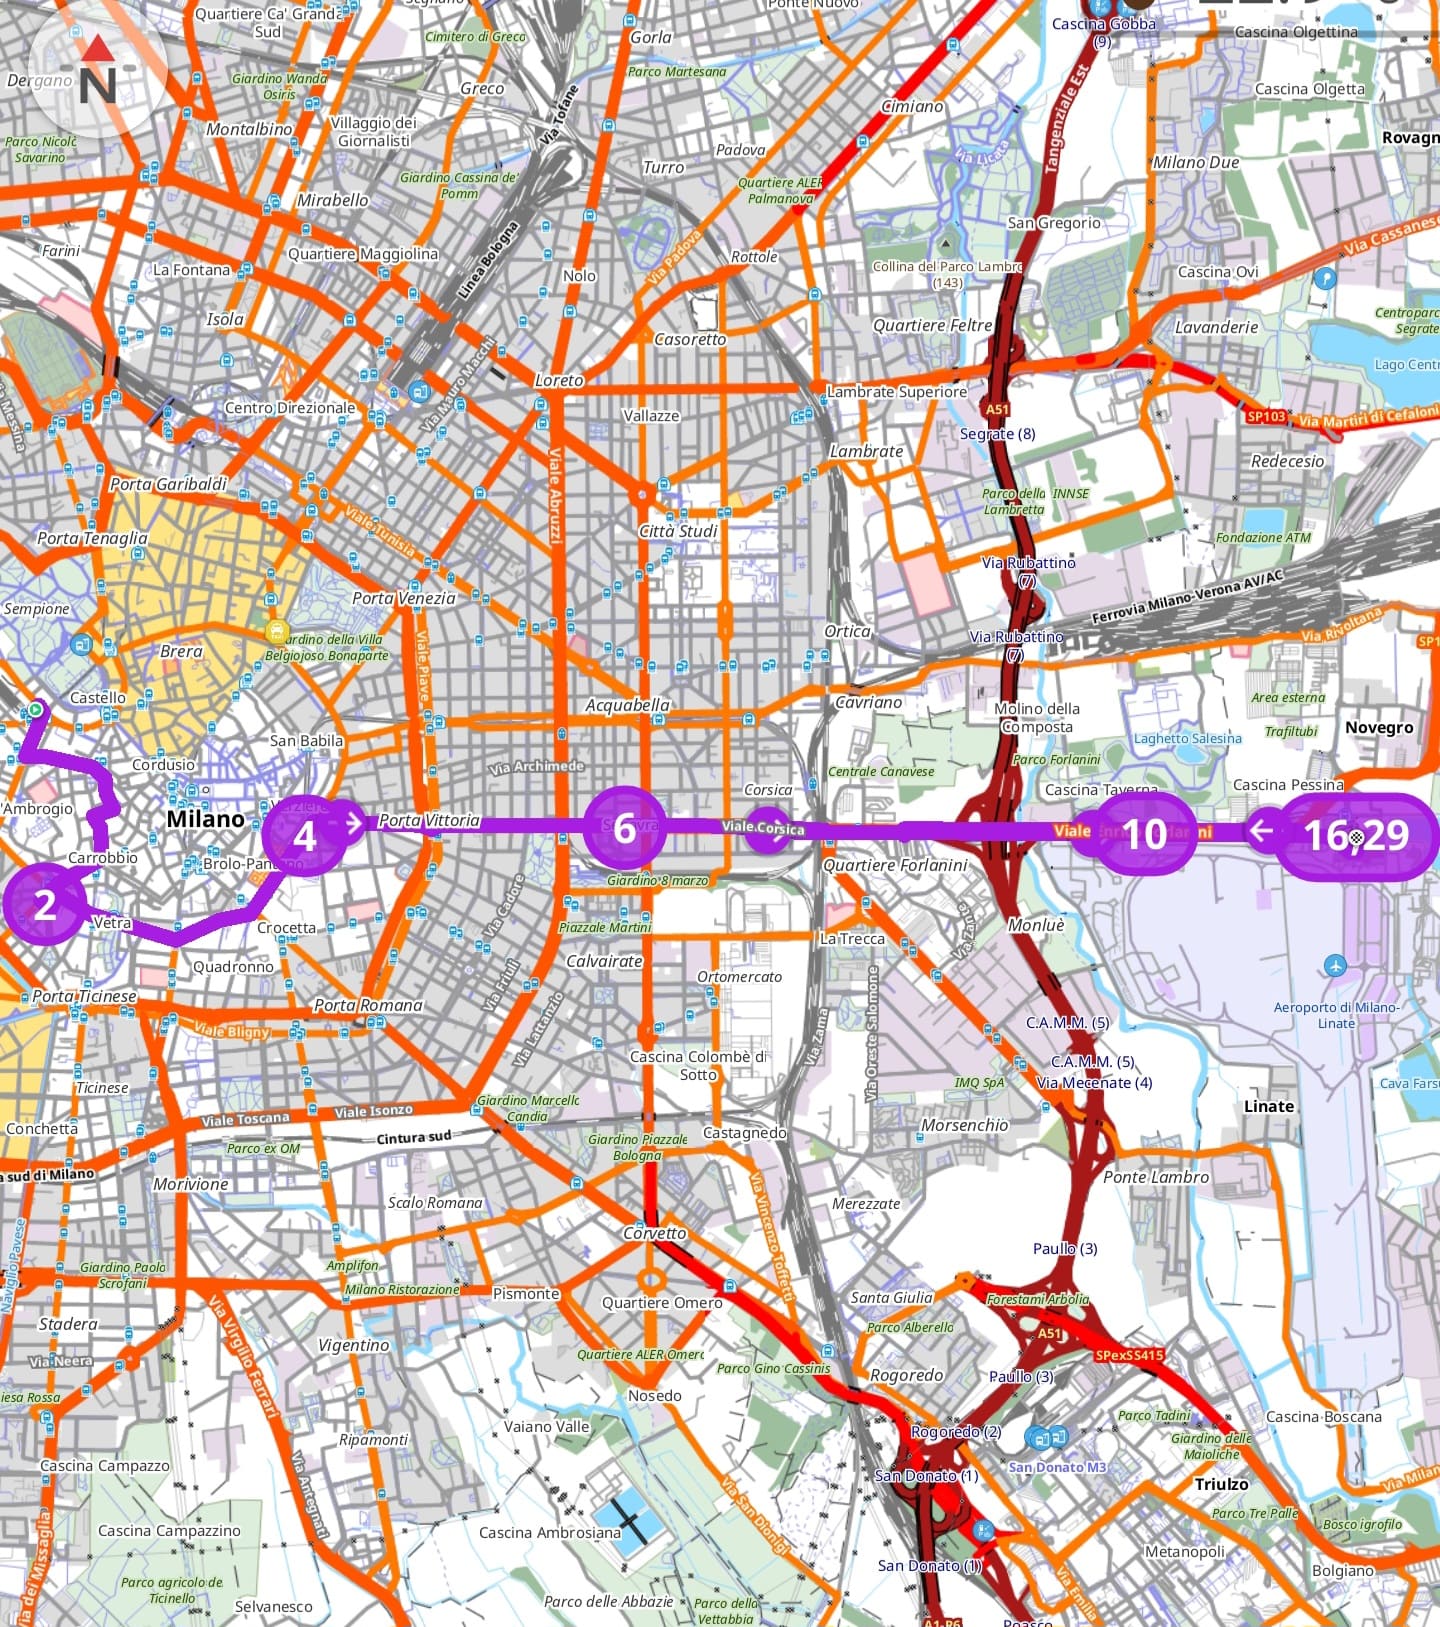 Quartiere Ca' Granda
Sud
Cimitero di Greco
Gorla
Ponte Nuovo
Cascina Gobba
(9)
Cascina Olgettina
Dergano
N
Giardino Wanda
Osiris
Greco
Parco Martesana
Via Tofane
Cimiano
Tangenziale Est
Cascina Olgetta
Parco Nicolò
Savarino
Montalbino
Villaggio dei
Giornalisti
Turro
Padova
Via Licata
Milano Due
Rovagn
Mirabello
Giardino Cassina de'
Pomm
Quartiere ALER
Palmanova
San Gregorio
Via Cassanese
Farini
La Fontana
Quartiere Maggiolina
Linea Bologna
Nolo
Via Padova
Rottole
Collina del Parco Lambro
(143)
Cascina Ovi
Isola
Casoretto
Quartiere Feltre
Lavanderie
Centroparc
Segrate
Via Mauro Macchi
Lago Centr
Loreto
Lambrate Superiore
Via Messina
Centro Direzionale
Vallazze
A51
Segrate (8)
SP103
Via Martiri di Cefalonia
Lambrate
Redecesio
Porta Garibaldi
Viale Abruzzi
Parco della INNSE
Lambretta
Viale Tunisia
Porta Tenaglia
Città Studi
Fondazione ATM
Via Rubattino
(7)
Ferrovia Milano-Verona AV/AC
Porta Venezia
Sempione
Ortica
Via Rubattino
(7)
Via Rivoltana
SP1
Brera
Giardino della Villa
Belgiojoso Bonaparte
Viale Piave
Castello
Acquabella
Cavriano
Molino della
Composta
Area esterna
Trafiltubi
Novegro
San Babila
Laghetto Salesina
Cordusio
Via Archimede
Centrale Canavese
Parco Forlanini
Corsica
Cascina Taverna
Cascina Pessina
'Ambrogio
Milano
Verziere
4
Porta Vittoria
6
Viale Corsica
Viale Enrico Forlanini
10
16,29
Carrobbio
Brolo-Pantano
Quartiere Forlanini
Giardino 8 marzo
2
Vetra
Crocetta
Via Cadore
Piazzale Martini
Via Zante
Monluè
La Trecca
Quadronno
Calvairate
Ortomercato
Via Friuli
Porta Ticinese
Porta Romana
Aeroporto di Milano-
Linate
Viale Bligny
Via Lattanzio
Via Zama
Via Oreste Salomone
C.A.M.M. (5)
Cascina Colombè di
Sotto
C.A.M.M. (5)
Via Mecenate (4)
Ticinese
IMQ SpA
Cava Fars
Giardino Marcello
Candia
Linate
Viale Toscana
Viale Isonzo
Conchetta
Cintura sud
Morsenchio
Parco ex OM
Giardino Piazzale
Bologna
Castagnedo
a sud di Milano
Morivione
Ponte Lambro
Scalo Romana
Via Vincenzo Toffetti
Merezzate
Naviglio Pavese
Corvetto
Paullo (3)
Giardino Paolo
Scrofani
Amplifon
Milano Ristorazione
Pismonte
Quartiere Omero
Santa Giulia
Forestami Arbolia
Stadera
Via Virgilio Ferrari
Vigentino
Parco Alberello
A51
SPexSS415
Via Neera
Quartiere ALER Omero
Parco Gino Cassinis
Rogoredo
Paullo (3)
iesa Rossa
Nosedo
Vaiano Valle
Parco Tadini
Cascina Boscana
Ripamonti
Rogoredo (2)
Giardino delle
Maioliche
Cascina Campazzo
San Donato (1)
San Donato M3
Via Antegnati
Triulzo
Via Milan
Via San Dionigi
Parco Tre Palle
Bosco igrofilo
Cascina Campazzino
Cascina Ambrosiana
Metanopoli
Via dei Missaglia
San Donato (1)
Bolgiano
Parco agricolo de
Ticinello
Selvanesco
Parco delle Abbazie
Parco della
Vettabbia
Via Emilia
A1-R6
Poasco